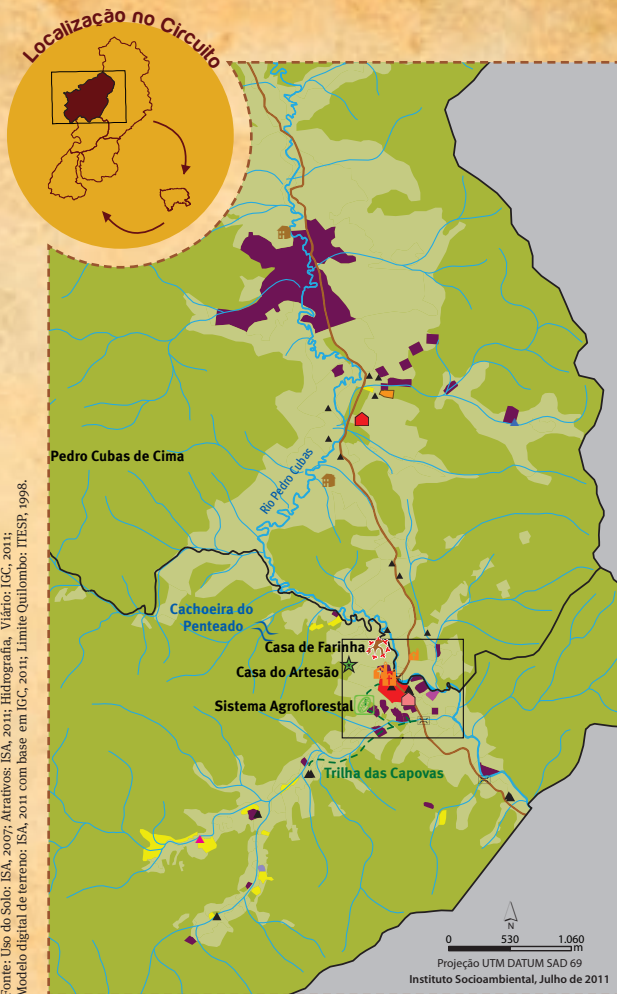 Localização no Circuito
Pedro Cubas de Cima
Rio Pedro Cubas
Cachoeira do
Penteado
Casa de Farinha
Casa do Artesão
Sistema Agroflorestal
Trilha das Capovas
N
0 530 1.060
m
Projeção UTM DATUM SAD 69
Instituto Socioambiental, Julho de 2011
Fonte: Uso do Solo: ISA, 2007; Atrativos: ISA, 2011; Hidrografia, Viário: IGC, 2011;
Modelo digital de terreno: ISA, 2011 com base em IGC, 2011; Limite Quilombo: ITESP, 1998.